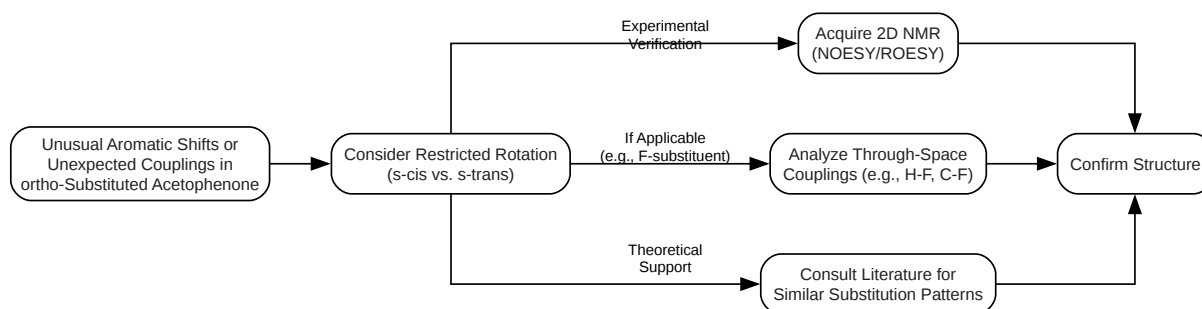 Unusual Aromatic Shifts or
Unexpected Couplings in
ortho-Substituted Acetophenone
Consider Restricted Rotation
(s-cis vs. s-trans)
Experimental
Verification
Acquire 2D NMR
(NOESY/ROESY)
If Applicable
(e.g., F-substituent)
Analyze Through-Space
Couplings (e.g., H-F, C-F)
Theoretical
Support
Consult Literature for
Similar Substitution Patterns
Confirm Structure